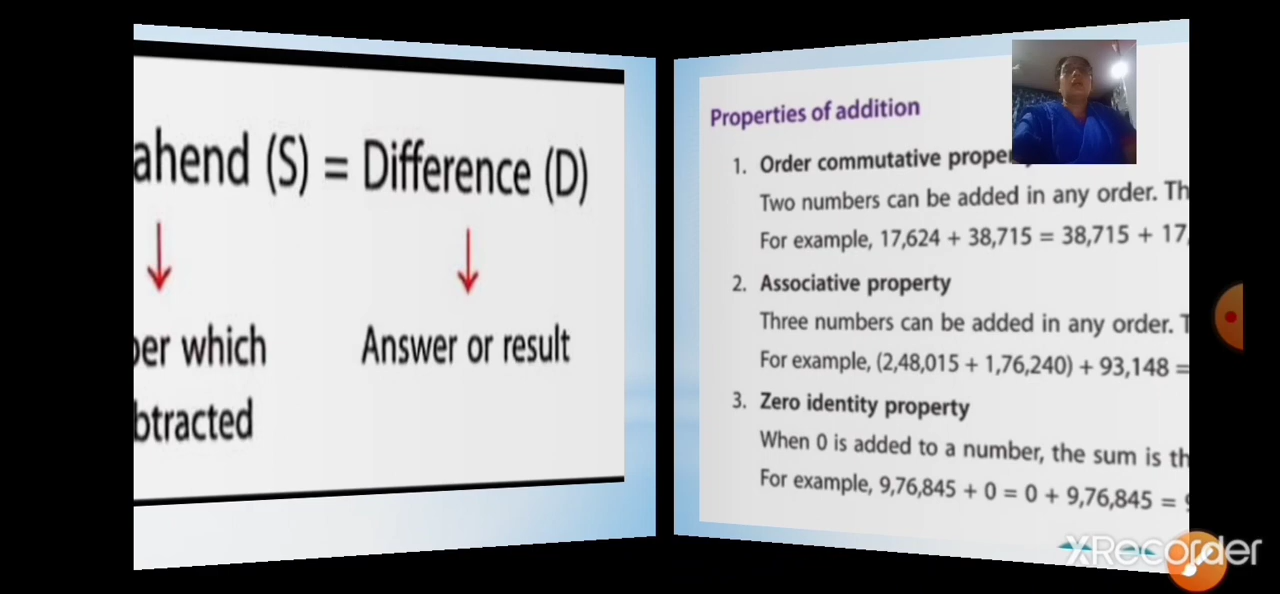 ahend (S) = Difference (D)
er which Answer or result
btracted
Properties of addition
1. Order commutative prope
Two numbers can be added in any order. Th
For example, 17,624 + 38,715 = 38,715 + 17,
2. Associative property
Three numbers can be added in any order. T
For example, (2,48,015 + 1,76,240) + 93,148 =
3. Zero identity property
When 0 is added to a number, the sum is th
For example, 9,76,845 + 0 = 0 + 9,76,845 =
XRecorder